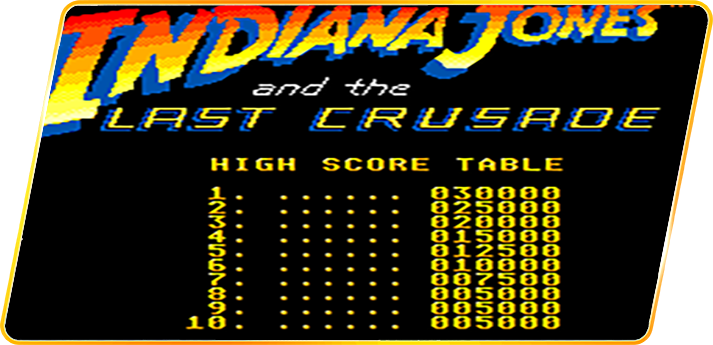 INDIANA JONES
and the
LAST CRUSADE
HIGH SCORE TABLE
1. ...... 030000
2. ...... 025000
3. ...... 020000
4. ...... 015000
5. ...... 012500
6. ...... 010000
7. ...... 007500
8. ...... 005000
9. ...... 005000
10. ...... 005000